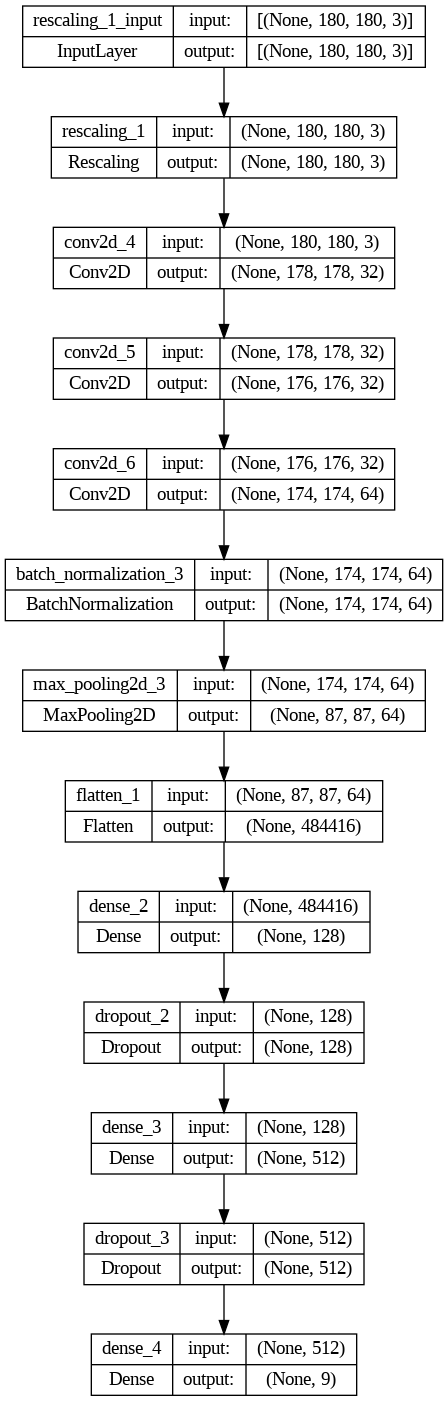 rescaling_1_input input: [(None, 180, 180, 3)]
InputLayer output: [(None, 180, 180, 3)]
rescaling_1 input: (None, 180, 180, 3)
Rescaling output: (None, 180, 180, 3)
conv2d_4 input: (None, 180, 180, 3)
Conv2D output: (None, 178, 178, 32)
conv2d_5 input: (None, 178, 178, 32)
Conv2D output: (None, 176, 176, 32)
conv2d_6 input: (None, 176, 176, 32)
Conv2D output: (None, 174, 174, 64)
batch_normalization_3 input: (None, 174, 174, 64)
BatchNormalization output: (None, 174, 174, 64)
max_pooling2d_3 input: (None, 174, 174, 64)
MaxPooling2D output: (None, 87, 87, 64)
flatten_1 input: (None, 87, 87, 64)
Flatten output: (None, 484416)
dense_2 input: (None, 484416)
Dense output: (None, 128)
dropout_2 input: (None, 128)
Dropout output: (None, 128)
dense_3 input: (None, 128)
Dense output: (None, 512)
dropout_3 input: (None, 512)
Dropout output: (None, 512)
dense_4 input: (None, 512)
Dense output: (None, 9)